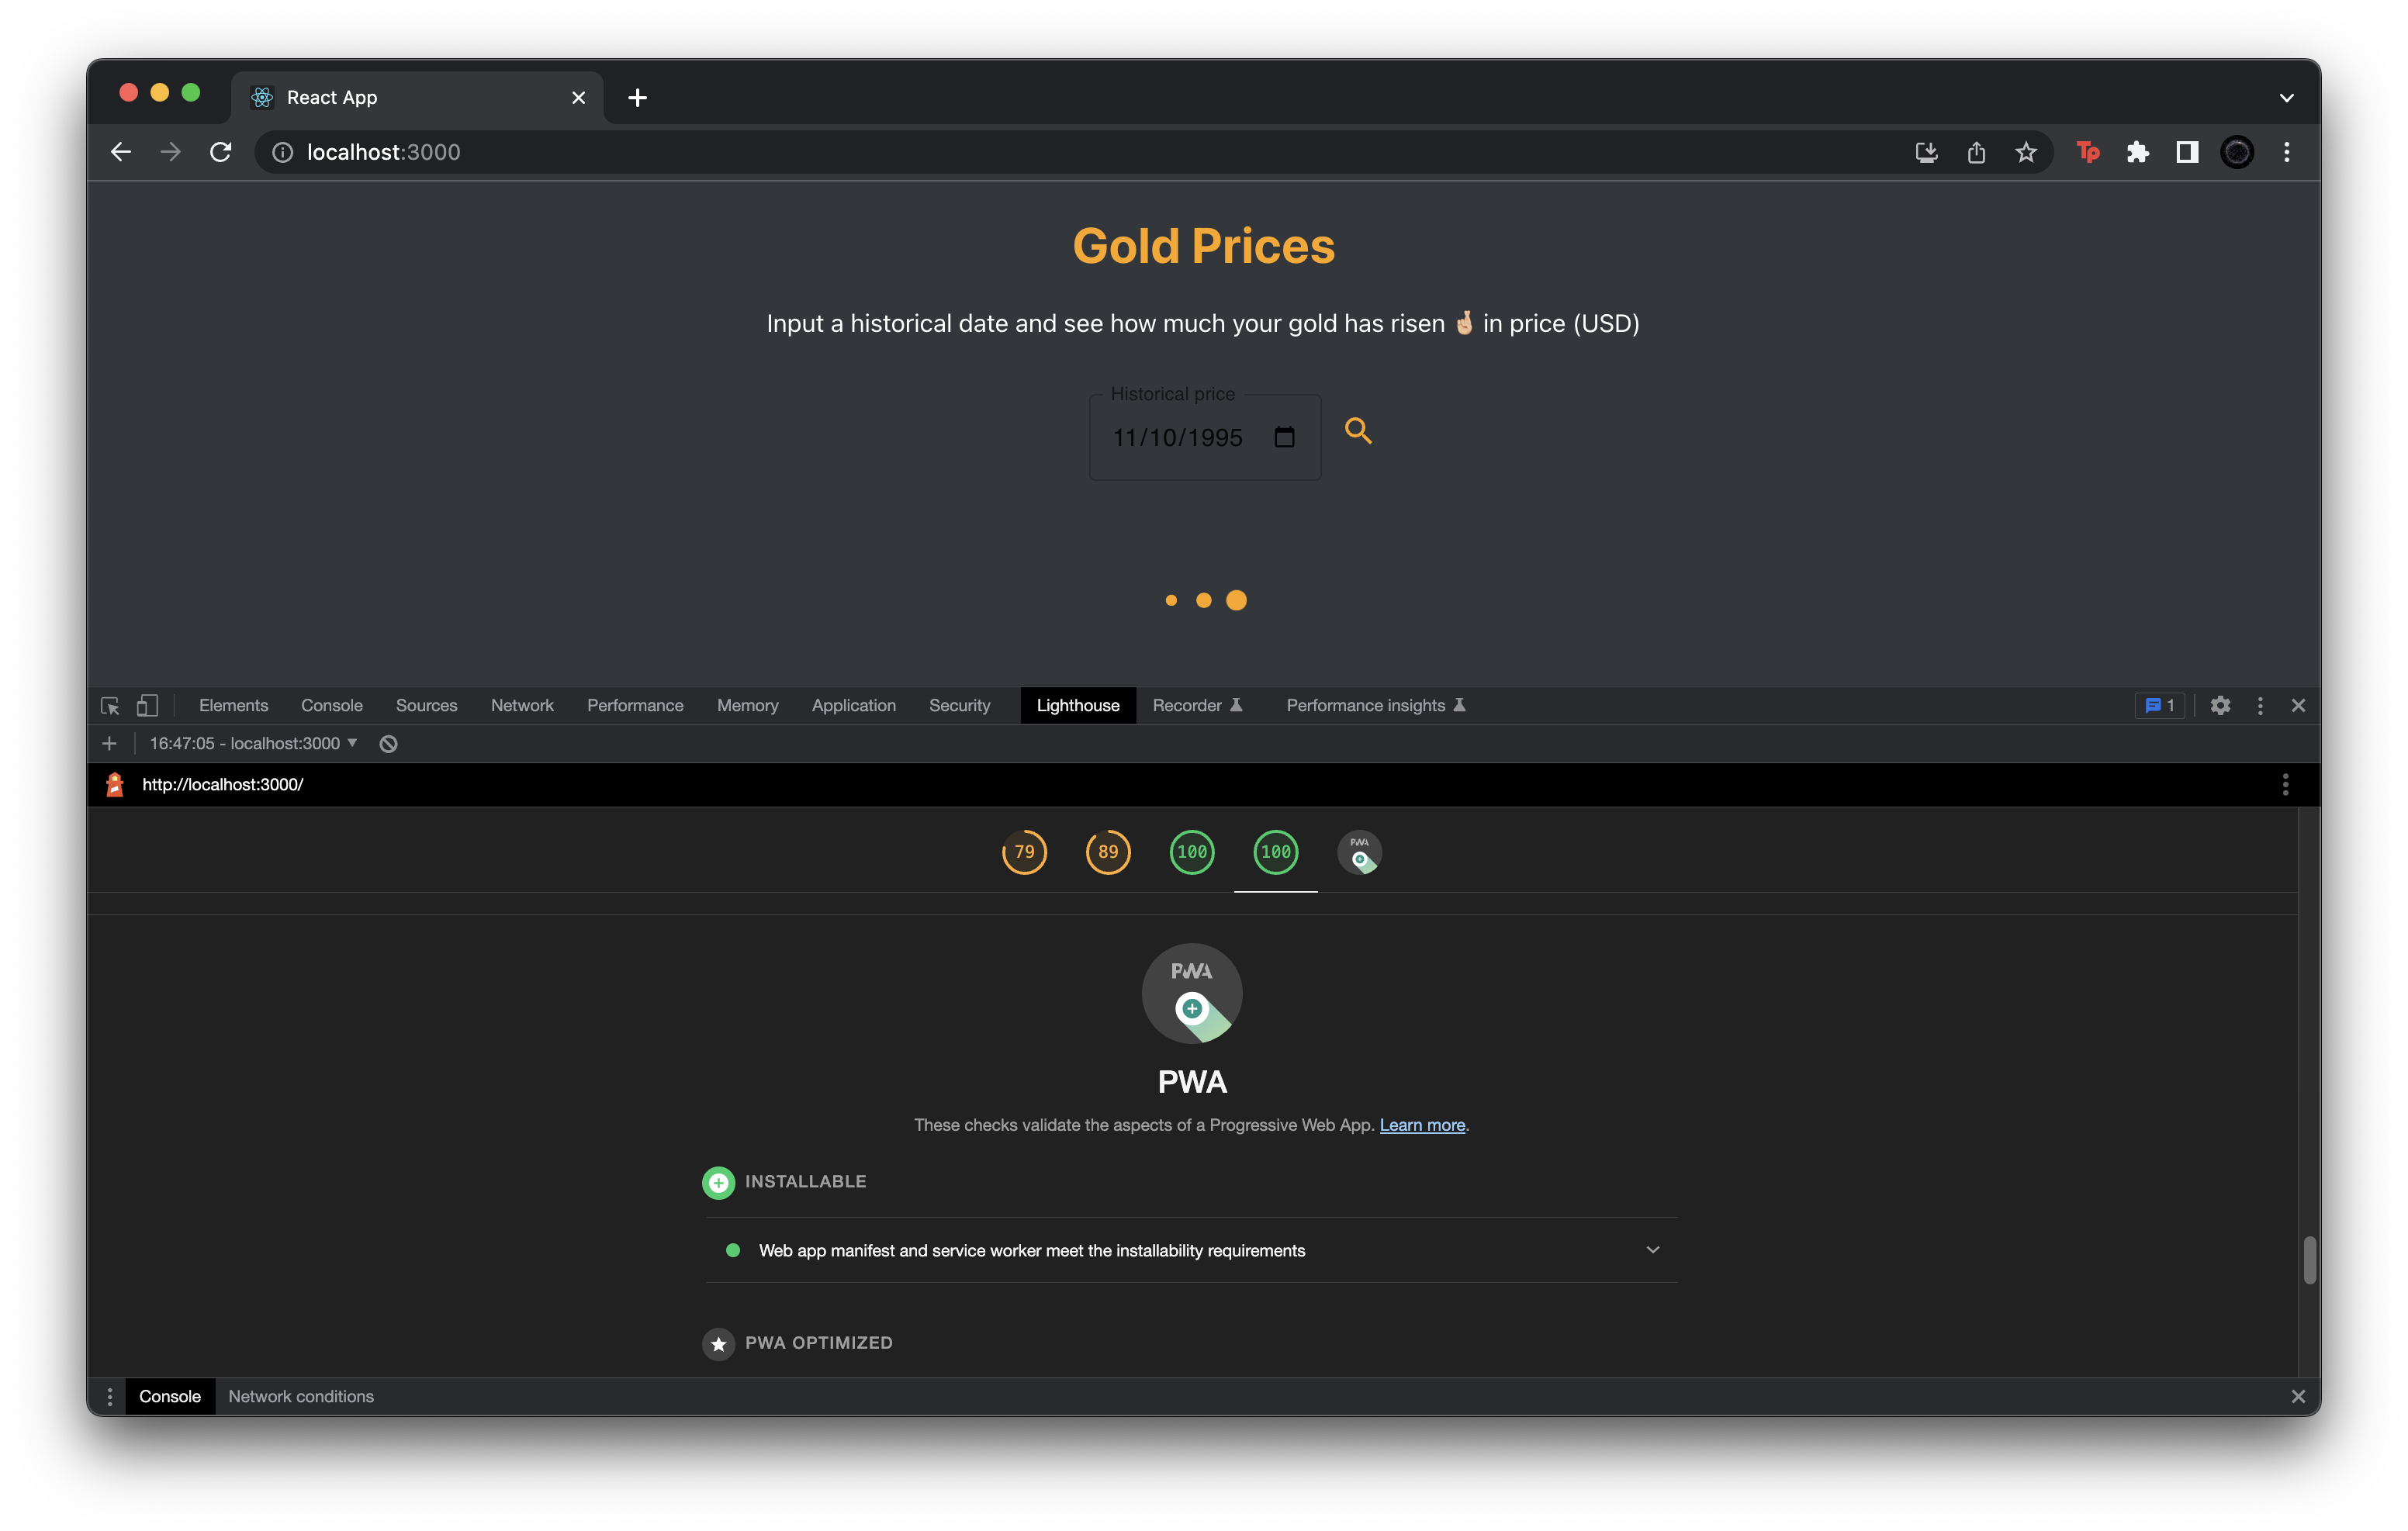 React App
localhost:3000
Tp
Gold Prices
Input a historical date and see how much your gold has risen 🤞🏼 in price (USD)
Historical price
11/10/1995
Elements Console Sources Network Performance Memory Application Security Lighthouse Recorder Performance insights 1
16:47:05 - localhost:3000
http://localhost:3000/
79 89 100 100 PWA
PWA
PWA
These checks validate the aspects of a Progressive Web App. Learn more.
INSTALLABLE
Web app manifest and service worker meet the installability requirements
PWA OPTIMIZED
Console Network conditions